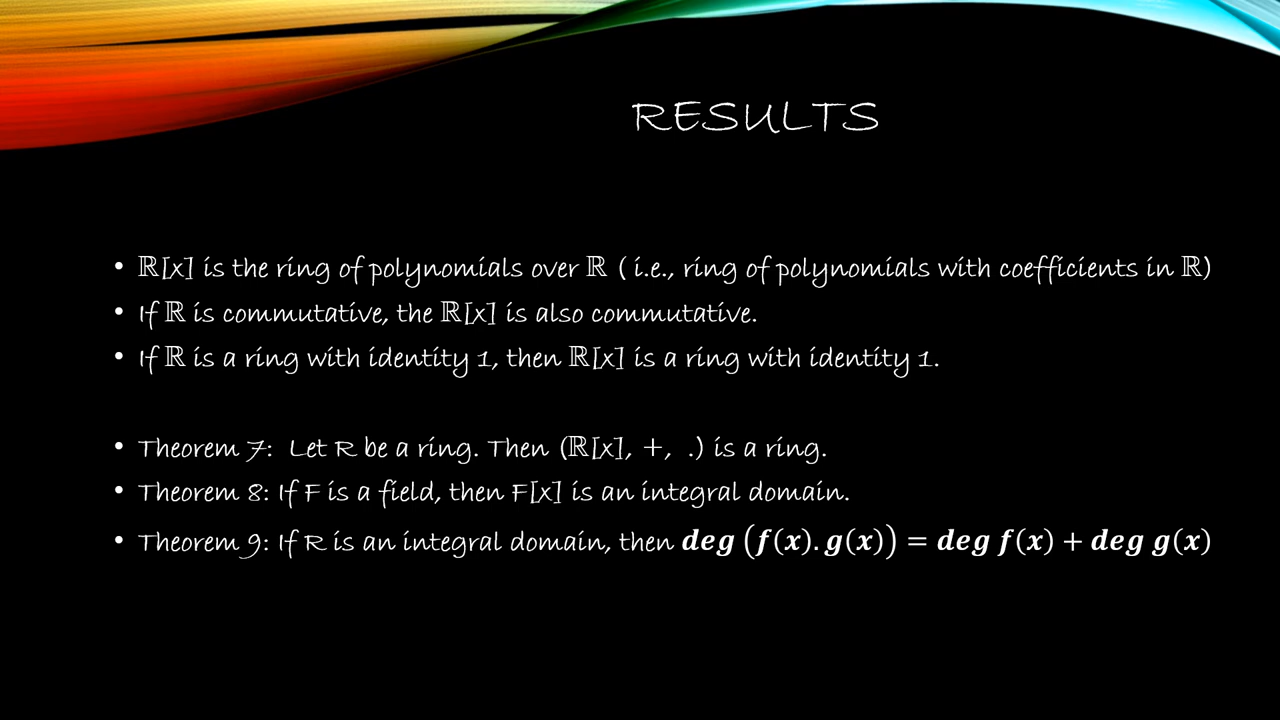 RESULTS
• ℝ[x] is the ring of polynomials over ℝ ( i.e., ring of polynomials with coefficients in ℝ)
• If ℝ is commutative, the ℝ[x] is also commutative.
• If ℝ is a ring with identity 1, then ℝ[x] is a ring with identity 1.
• Theorem 7: Let R be a ring. Then (ℝ[x], +, .) is a ring.
• Theorem 8: If F is a field, then F[x] is an integral domain.
• Theorem 9: If R is an integral domain, then deg (f(x). g(x)) = deg f(x) + deg g(x)